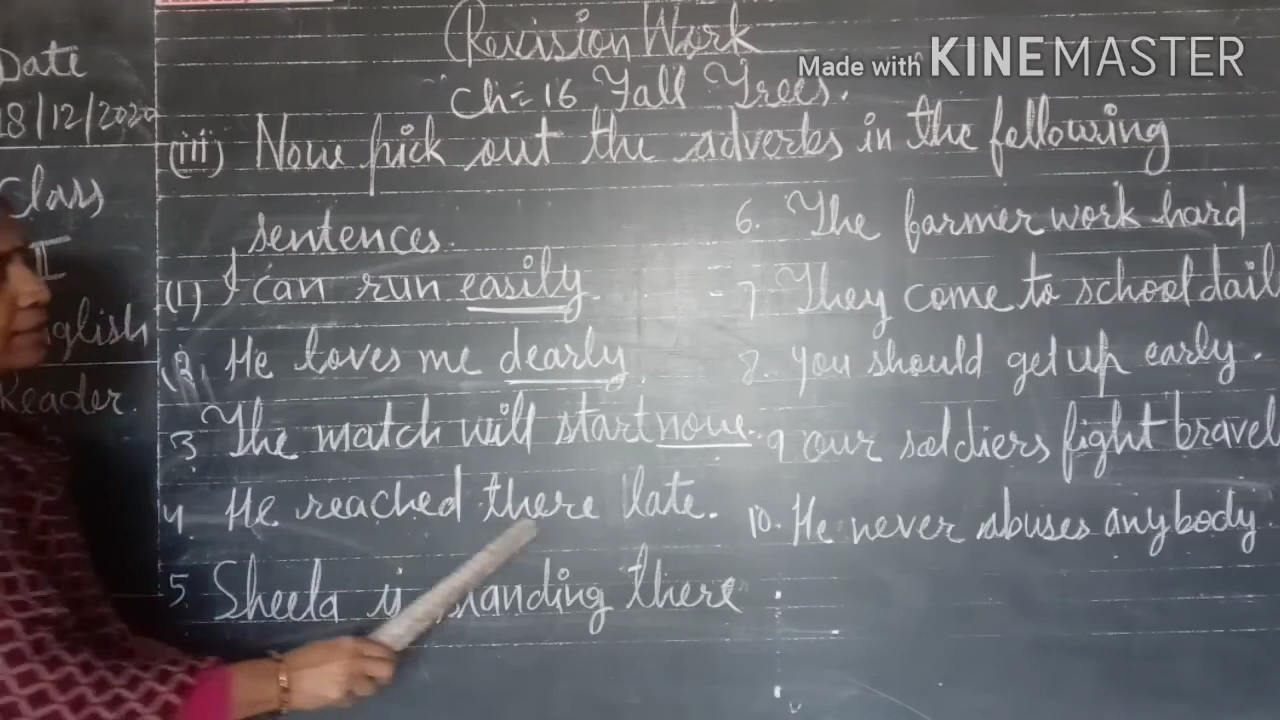 Made with KINEMASTER
Revision Work
Ch = 16 Tall Trees.
Date
18/12/2020
Class
II
English
Reader
(iii) Now pick out the adverbs in the following
sentences.
(1) I can run easily.
(2. He loves me dearly
3 The match will start now.
4 He reached there late.
5 Sheela is standing there
6. The farmer work hard
7 They come to school dail
8. you should get up early.
9 our soldiers fight bravel
10. He never abuses anybody